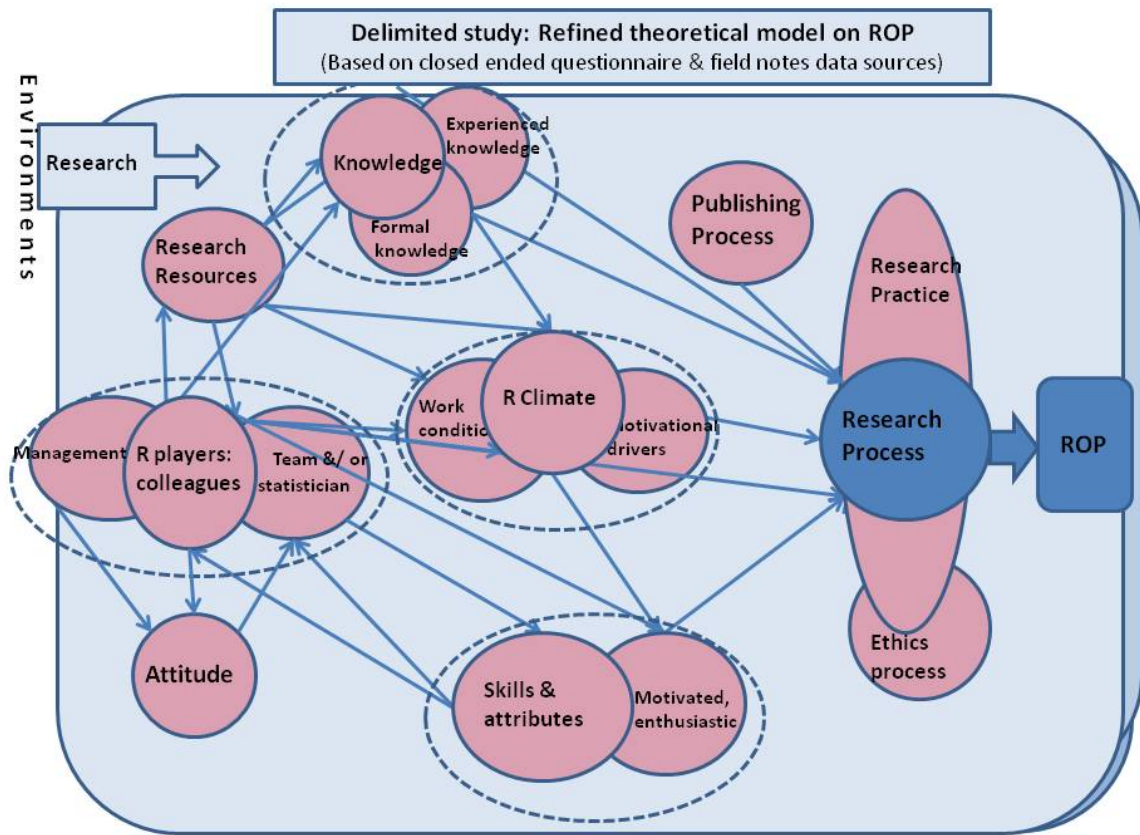 Delimited study: Refined theoretical model on ROP
(Based on closed ended questionnaire & field notes data sources)
Environments
Research
Knowledge
Experienced
knowledge
Formal
knowledge
Research
Resources
Publishing
Process
Research
Practice
Management
R players:
colleagues
Team &/ or
statistician
Work
conditio
R Climate
otivational
drivers
Research
Process
ROP
Attitude
Skills &
attributes
Motivated,
enthusiastic
Ethics
process